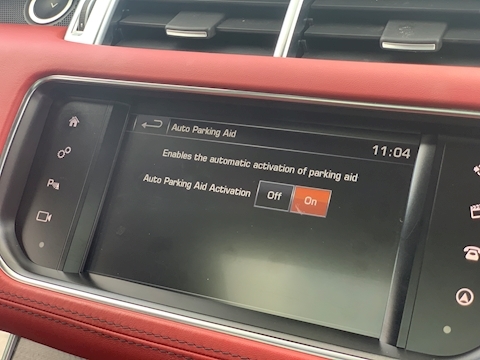 Auto Parking Aid
11:04
Enables the automatic activation of parking aid
Auto Parking Aid Activation Off On